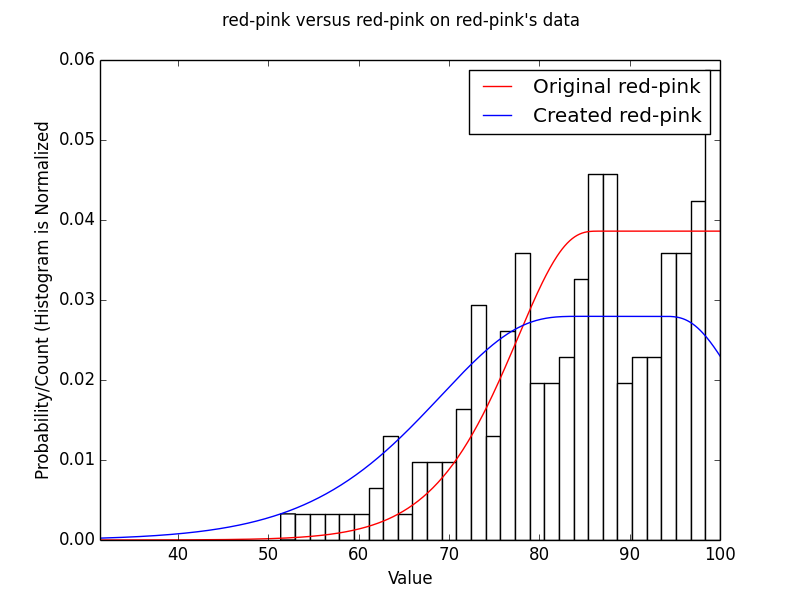 red-pink versus red-pink on red-pink's data
Original red-pink
Created red-pink
Probability/Count (Histogram is Normalized
0.06
0.05
0.04
0.03
0.02
0.01
0.00
40 50 60 70 80 90 100
Value